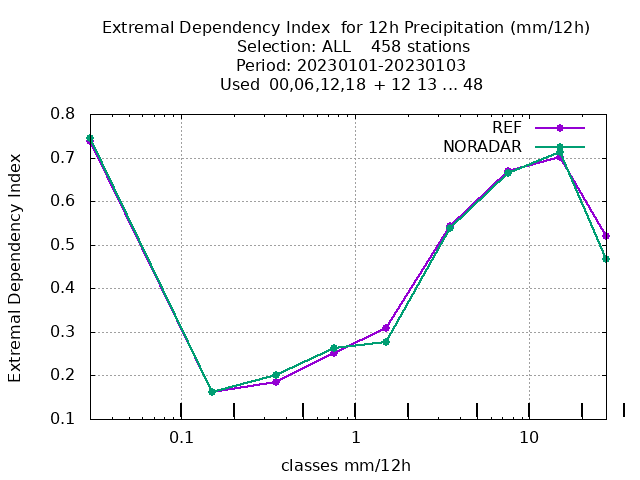 Extremal Dependency Index for 12h Precipitation (mm/12h)
Selection: ALL 458 stations
Period: 20230101-20230103
Used 00,06,12,18 + 12 13 ... 48
REF
NORADAR
Extremal Dependency Index
0.8
0.7
0.6
0.5
0.4
0.3
0.2
0.1
0.1 1 10
classes mm/12h